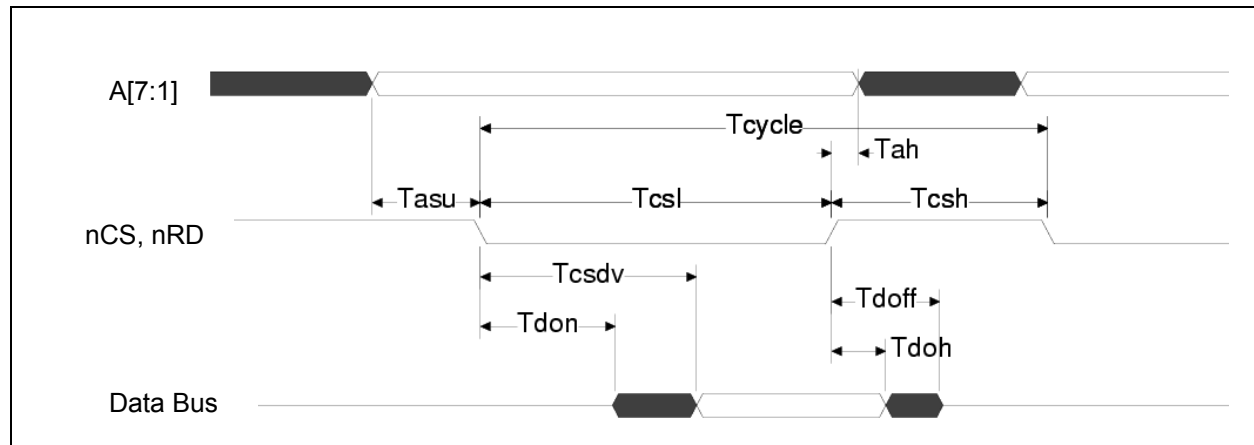 A[7:1]
Tcycle
Tah
Tasu
Tcsl
Tcsh
nCS, nRD
Tcsdv
Tdoff
Tdon
Tdoh
Data Bus